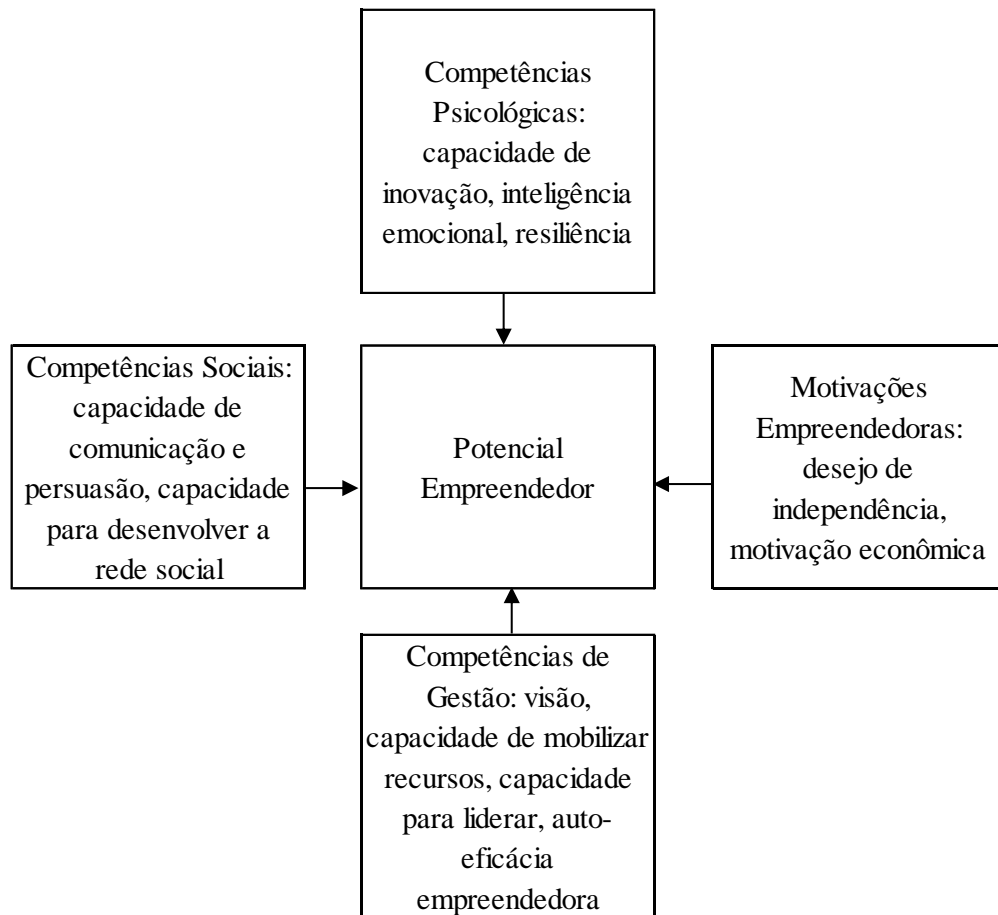 Competências
Psicológicas:
capacidade de
inovação, inteligência
emocional, resiliência
Competências Sociais:
capacidade de
comunicação e
persuasão, capacidade
para desenvolver a
rede social
Potencial
Empreendedor
Motivações
Empreendedoras:
desejo de
independência,
motivação econômica
Competências de
Gestão: visão,
capacidade de mobilizar
recursos, capacidade
para liderar, auto-
eficácia
empreendedora